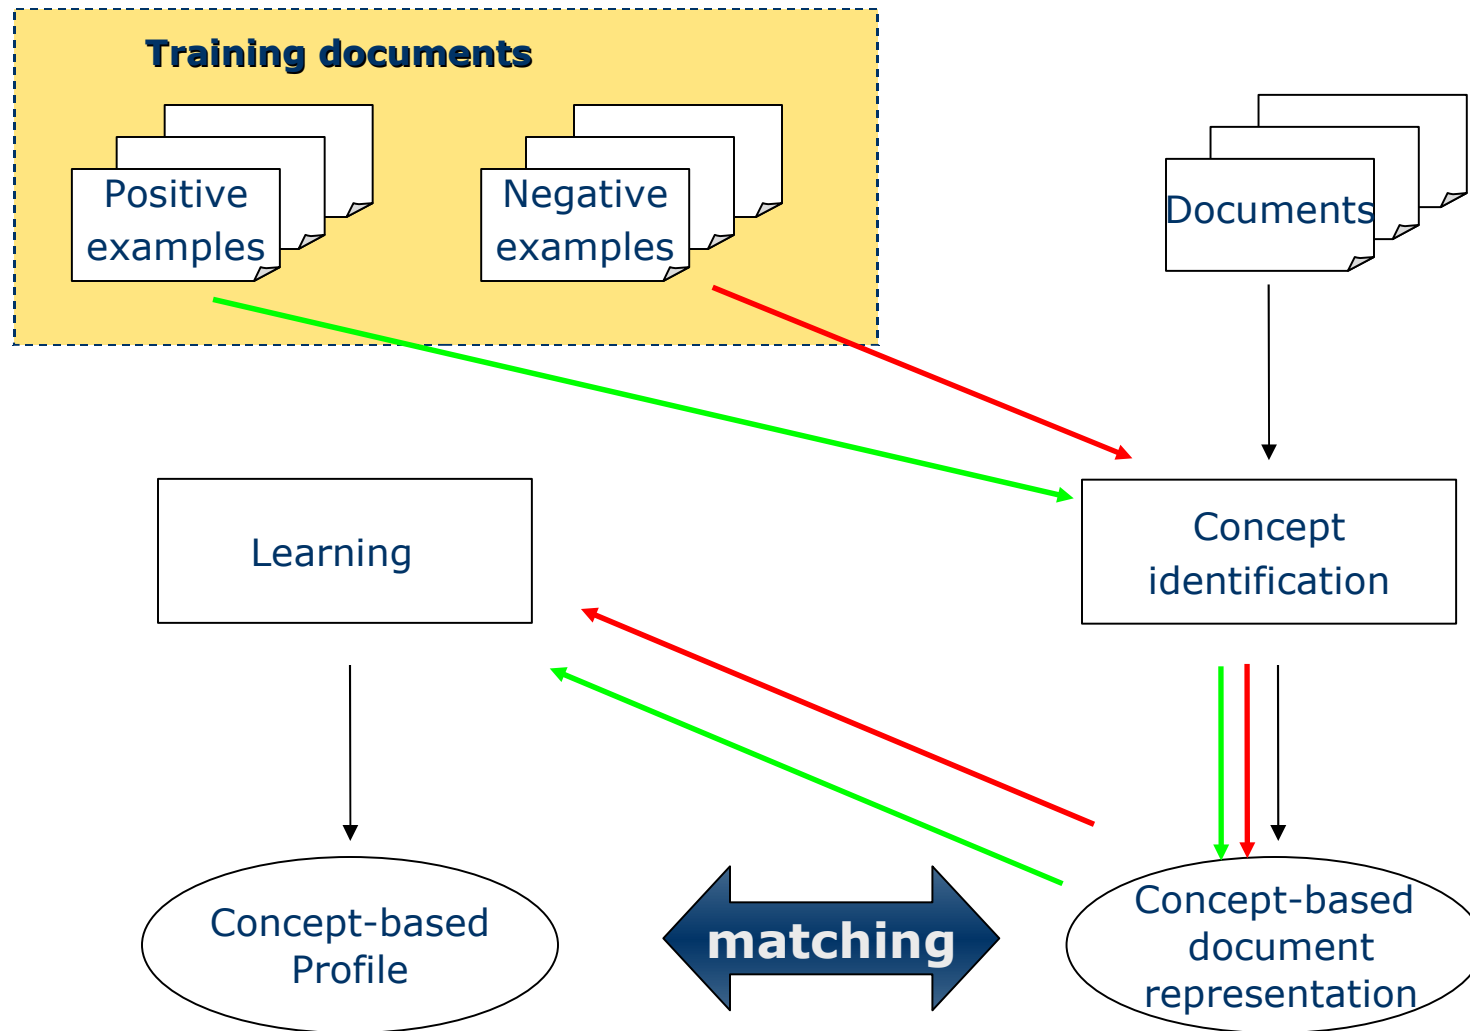 Training documents
Positive
examples
Negative
examples
Documents
Learning
Concept
identification
Concept-based
Profile
matching
Concept-based
document
representation